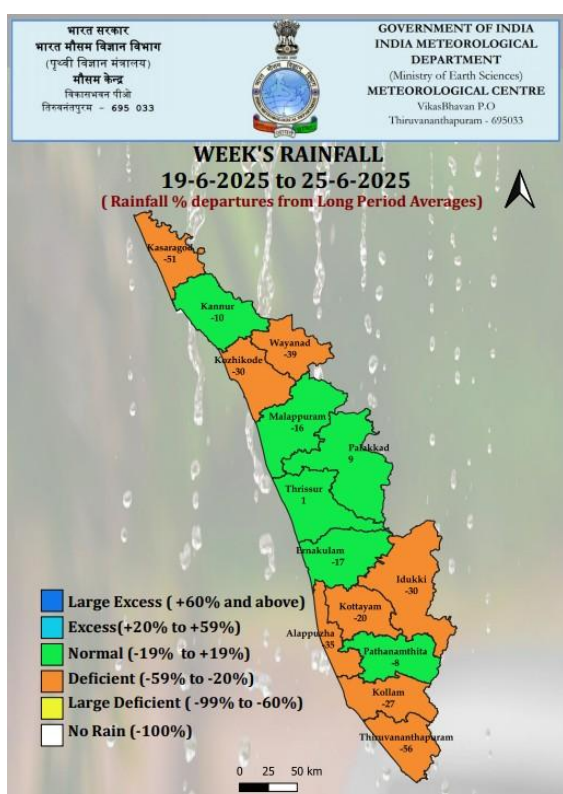 भारत सरकार
भारत मौसम विज्ञान विभाग
(पृथ्वी विज्ञान मंत्रालय)
मौसम केन्द्र
विकासभवन पीओ
तिरुवनंतपुरम – 695 033
GOVERNMENT OF INDIA
INDIA METEOROLOGICAL
DEPARTMENT
(Ministry of Earth Sciences)
METEOROLOGICAL CENTRE
VikasBhavan P.O
Thiruvananthapuram - 695033
WEEK'S RAINFALL
19-6-2025 to 25-6-2025
( Rainfall % departures from Long Period Averages)
Kasaragod
-51
Kannur
-10
Wayanad
-39
Kozhikode
-30
Malappuram
-16
Palakkad
9
Thrissur
1
Ernakulam
-17
Idukki
-30
Kottayam
-20
Alappuzha
-35
Pathanamthita
-8
Kollam
-27
Thiruvananthapuram
-56
Large Excess ( +60% and above)
Excess(+20% to +59%)
Normal (-19% to +19%)
Deficient (-59% to -20%)
Large Deficient ( -99% to -60%)
No Rain (-100%)
0 25 50 km